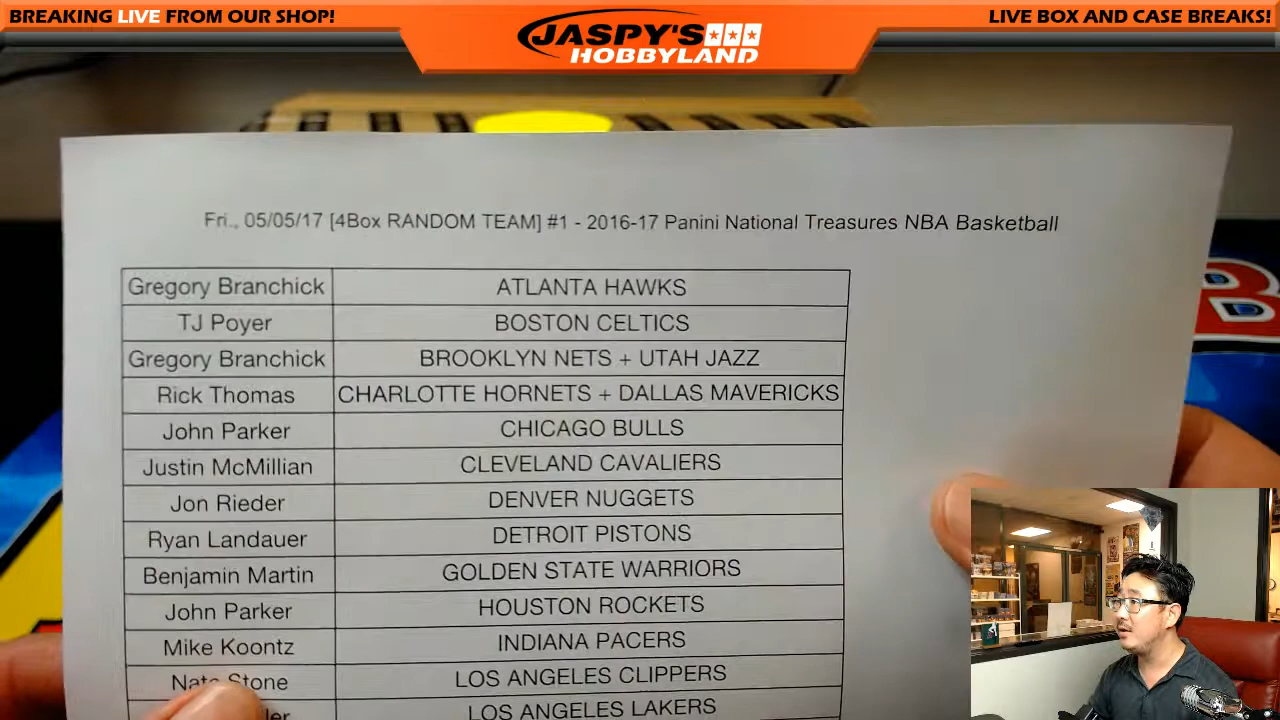 BREAKING LIVE FROM OUR SHOP!
JASPY'S
HOBBYLAND
LIVE BOX AND CASE BREAKS!
Fri., 05/05/17 [4Box RANDOM TEAM] #1 - 2016-17 Panini National Treasures NBA Basketball
Gregory Branchick ATLANTA HAWKS
TJ Poyer BOSTON CELTICS
Gregory Branchick BROOKLYN NETS + UTAH JAZZ
Rick Thomas CHARLOTTE HORNETS + DALLAS MAVERICKS
John Parker CHICAGO BULLS
Justin McMillian CLEVELAND CAVALIERS
Jon Rieder DENVER NUGGETS
Ryan Landauer DETROIT PISTONS
Benjamin Martin GOLDEN STATE WARRIORS
John Parker HOUSTON ROCKETS
Mike Koontz INDIANA PACERS
Nate Stone LOS ANGELES CLIPPERS
LOS ANGELES LAKERS